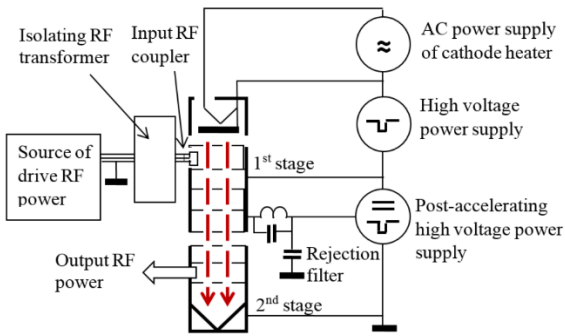 Isolating RF
transformer
Input RF
coupler
AC power supply
of cathode heater
≈
High voltage
power supply
Source of
drive RF
power
1st stage
Post-accelerating
high voltage power
supply
Output RF
power
Rejection
filter
2nd stage